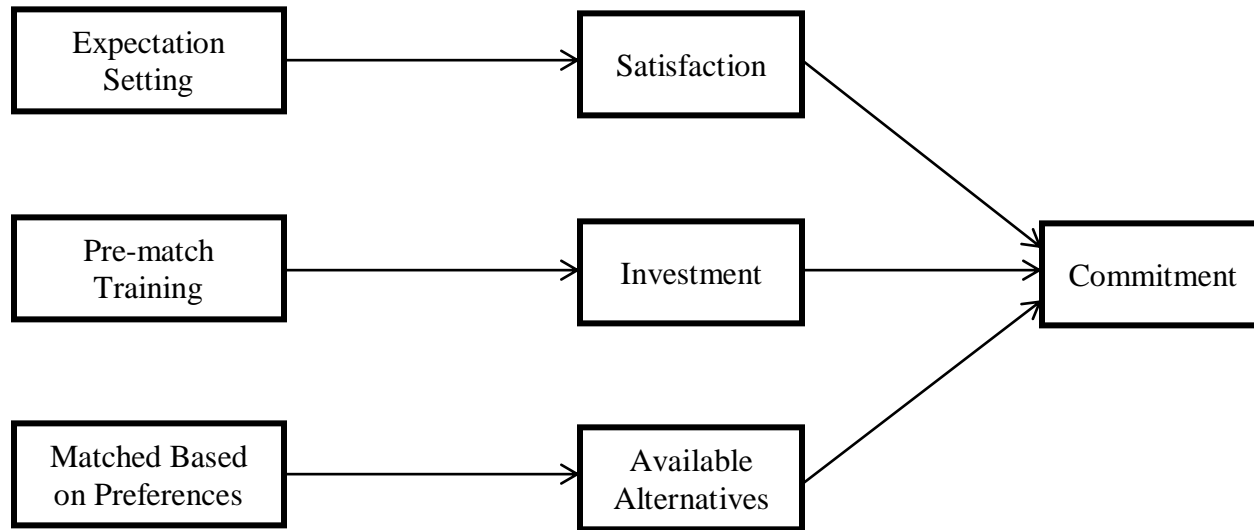 Expectation
Setting
Satisfaction
Pre-match
Training
Investment
Commitment
Matched Based
on Preferences
Available
Alternatives